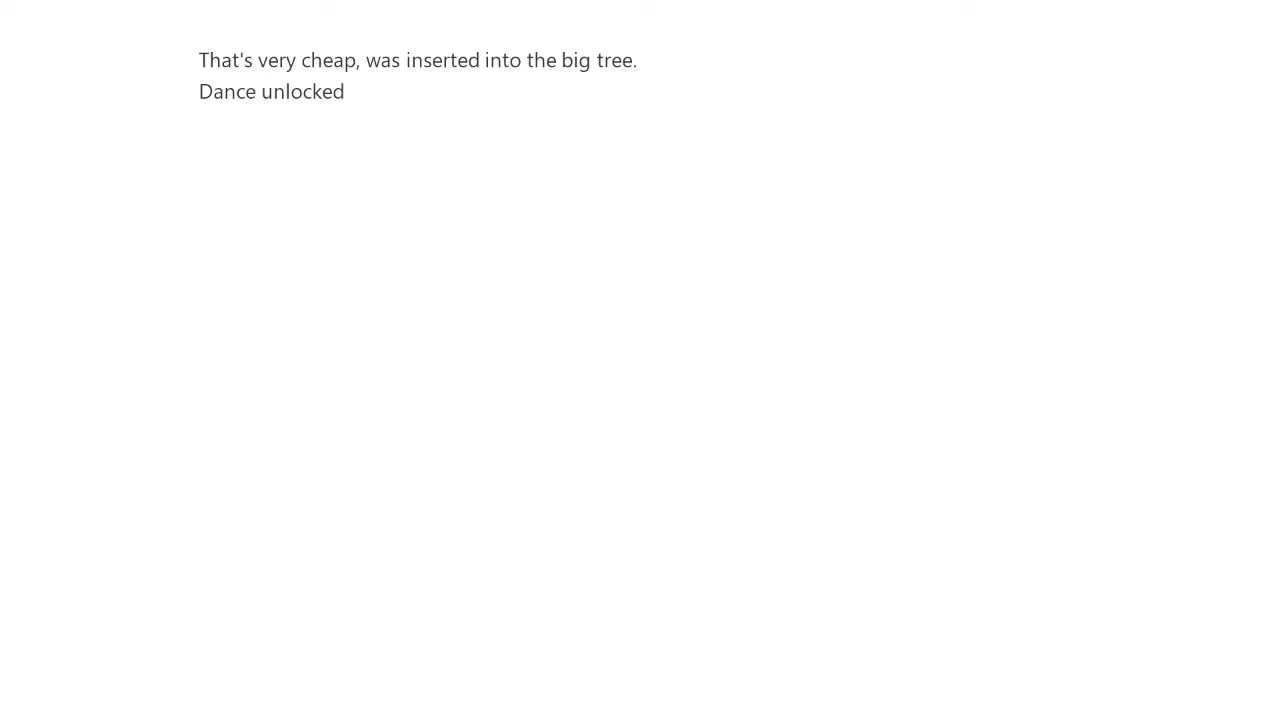 That's very cheap, was inserted into the big tree.
Dance unlocked